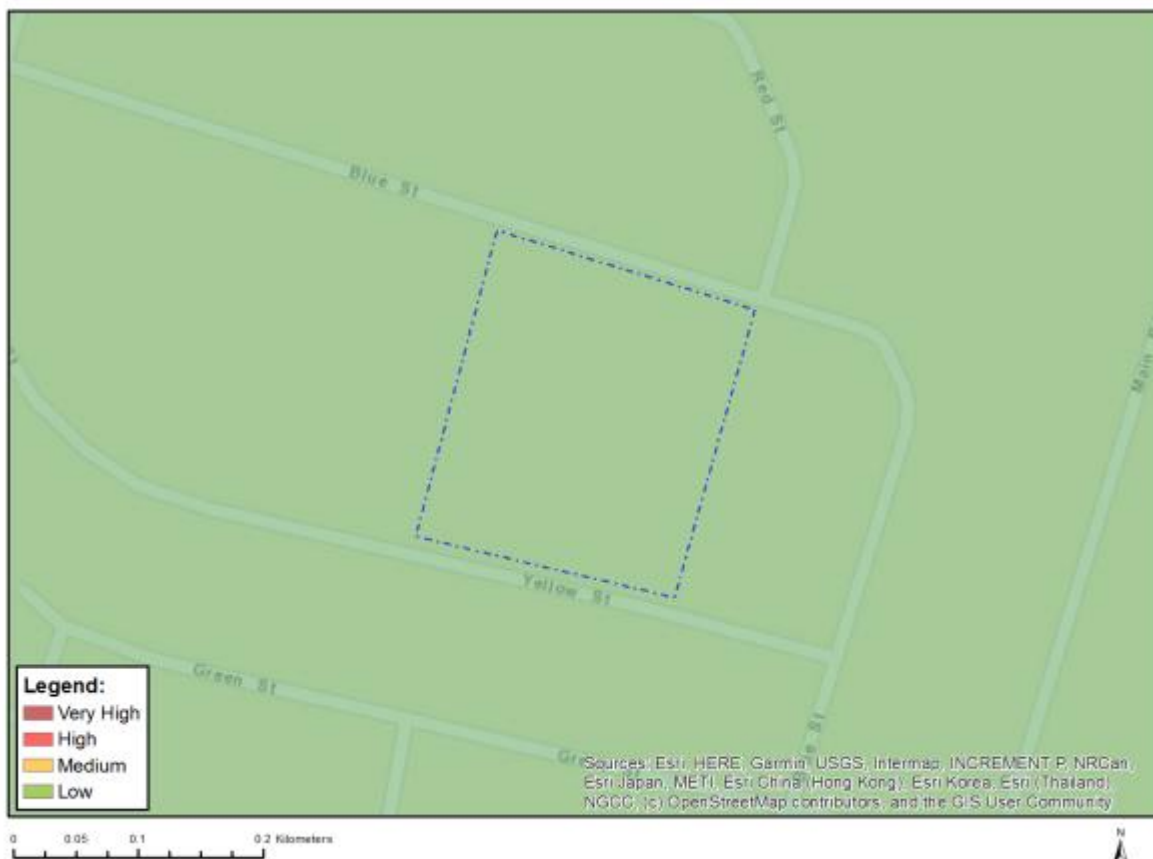 Red St
Blue St
Main
Yellow St
Green St
Legend:
Very High
High
Medium
Low
Sources: Esri, HERE, Garmin, USGS, Intermap, INCREMENT P, NRCan,
Esri Japan, METI, Esri China (Hong Kong), Esri Korea, Esri (Thailand),
NGCC, (c) OpenStreetMap contributors, and the GIS User Community
0 0.05 0.1 0.2 Kilometers
N